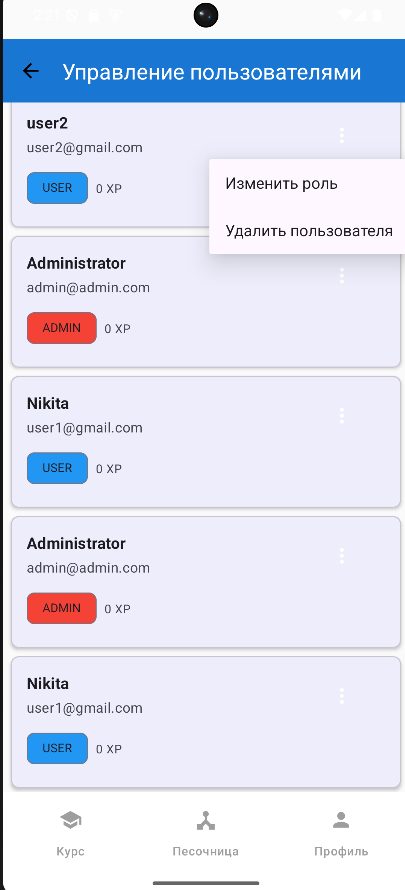 Управление пользователями
user2
user2@gmail.com
USER 0 XP
Изменить роль
Удалить пользователя
Administrator
admin@admin.com
ADMIN 0 XP
Nikita
user1@gmail.com
USER 0 XP
Administrator
admin@admin.com
ADMIN 0 XP
Nikita
user1@gmail.com
USER 0 XP
Курс Песочница Профиль